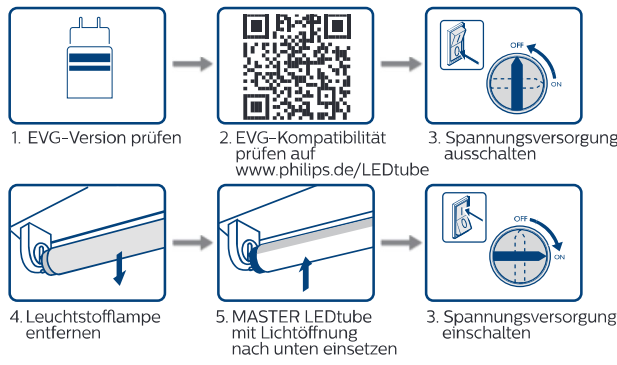 1. EVG-Version prüfen
2. EVG-Kompatibilität
prüfen auf
www.philips.de/LEDtube
OFF
ON
3. Spannungsversorgung
ausschalten
4. Leuchtstofflampe
entfernen
5. MASTER LEDtube
mit Lichtöffnung
nach unten einsetzen
OFF
ON
3. Spannungsversorgung
einschalten